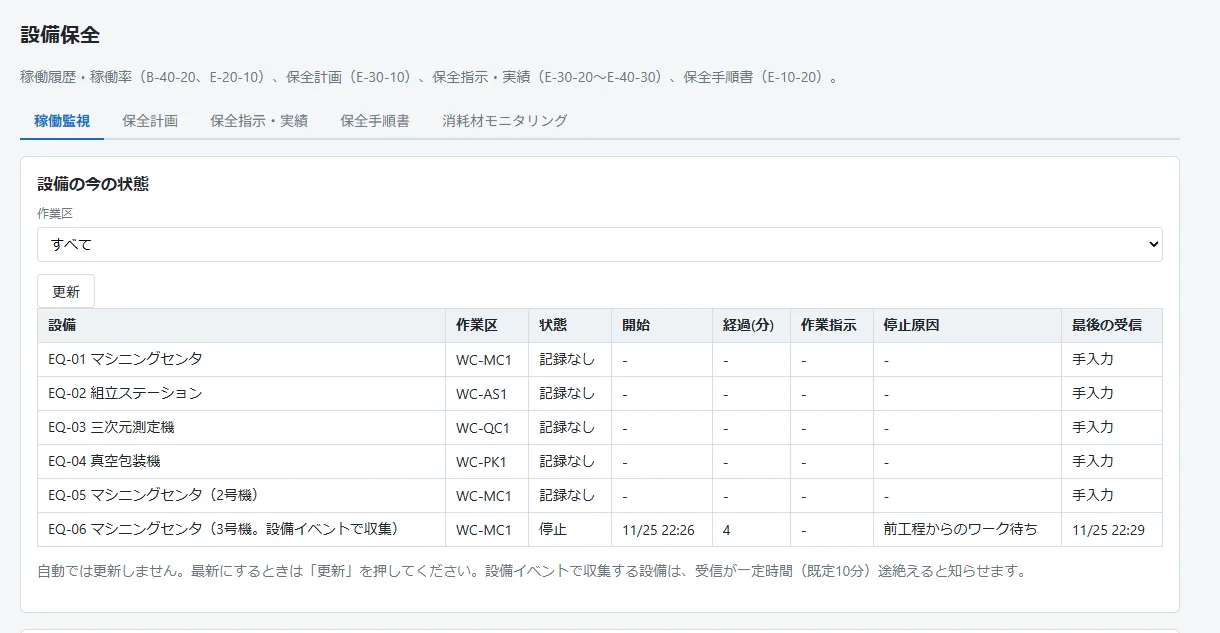 設備保全
稼働履歴・稼働率（B-40-20、E-20-10）、保全計画（E-30-10）、保全指示・実績（E-30-20～E-40-30）、保全手順書（E-10-20）。
稼働監視 保全計画 保全指示・実績 保全手順書 消耗材モニタリング
設備の今の状態
作業区
すべて
更新
設備 作業区 状態 開始 経過(分) 作業指示 停止原因 最後の受信
EQ-01 マシニングセンタ WC-MC1 記録なし - - - - 手入力
EQ-02 組立ステーション WC-AS1 記録なし - - - - 手入力
EQ-03 三次元測定機 WC-QC1 記録なし - - - - 手入力
EQ-04 真空包装機 WC-PK1 記録なし - - - - 手入力
EQ-05 マシニングセンタ（2号機） WC-MC1 記録なし - - - - 手入力
EQ-06 マシニングセンタ（3号機。設備イベントで収集） WC-MC1 停止 11/25 22:26 4 - 前工程からのワーク待ち 11/25 22:29
自動では更新しません。最新にするときは「更新」を押してください。設備イベントで収集する設備は、受信が一定時間（既定10分）途絶えると知らせます。